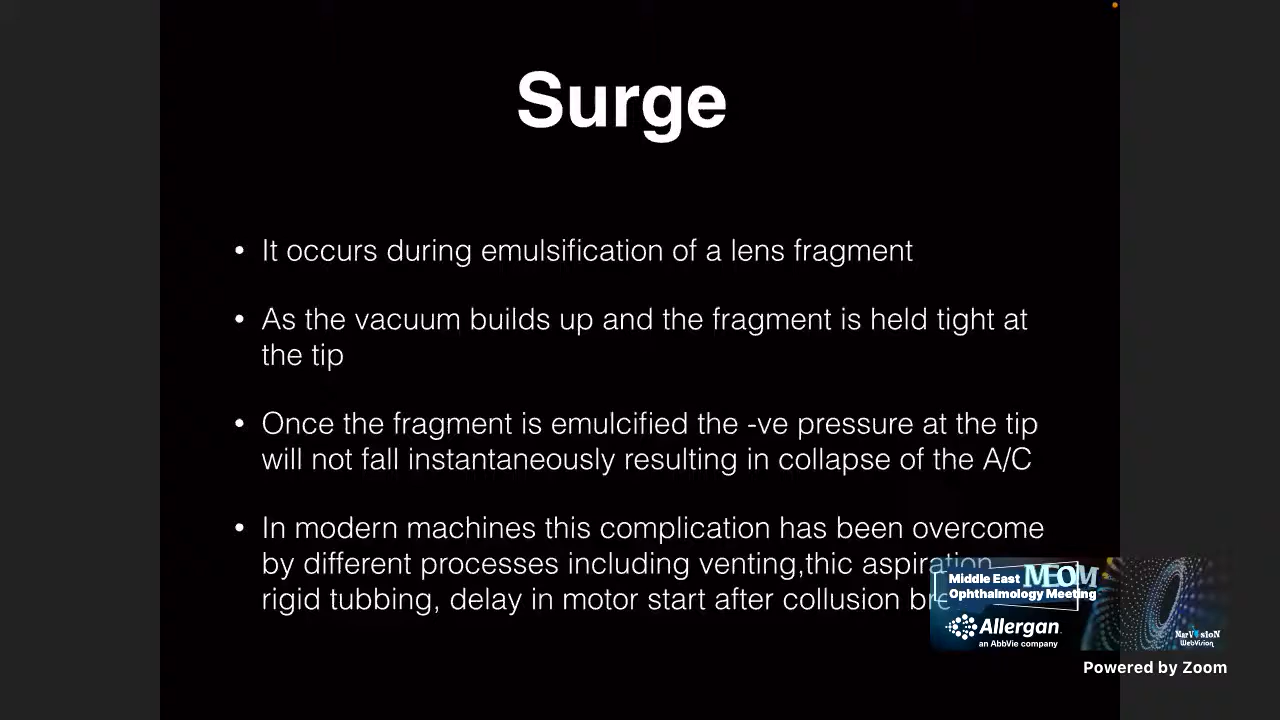 Surge
• It occurs during emulsification of a lens fragment
• As the vacuum builds up and the fragment is held tight at
the tip
• Once the fragment is emulcified the -ve pressure at the tip
will not fall instantaneously resulting in collapse of the A/C
• In modern machines this complication has been overcome
by different processes including venting,thic aspiration
rigid tubbing, delay in motor start after collusion
Middle East MEOM
Ophthalmology Meeting
Allergan
an AbbVie company
NarVision
WebVision
Powered by Zoom